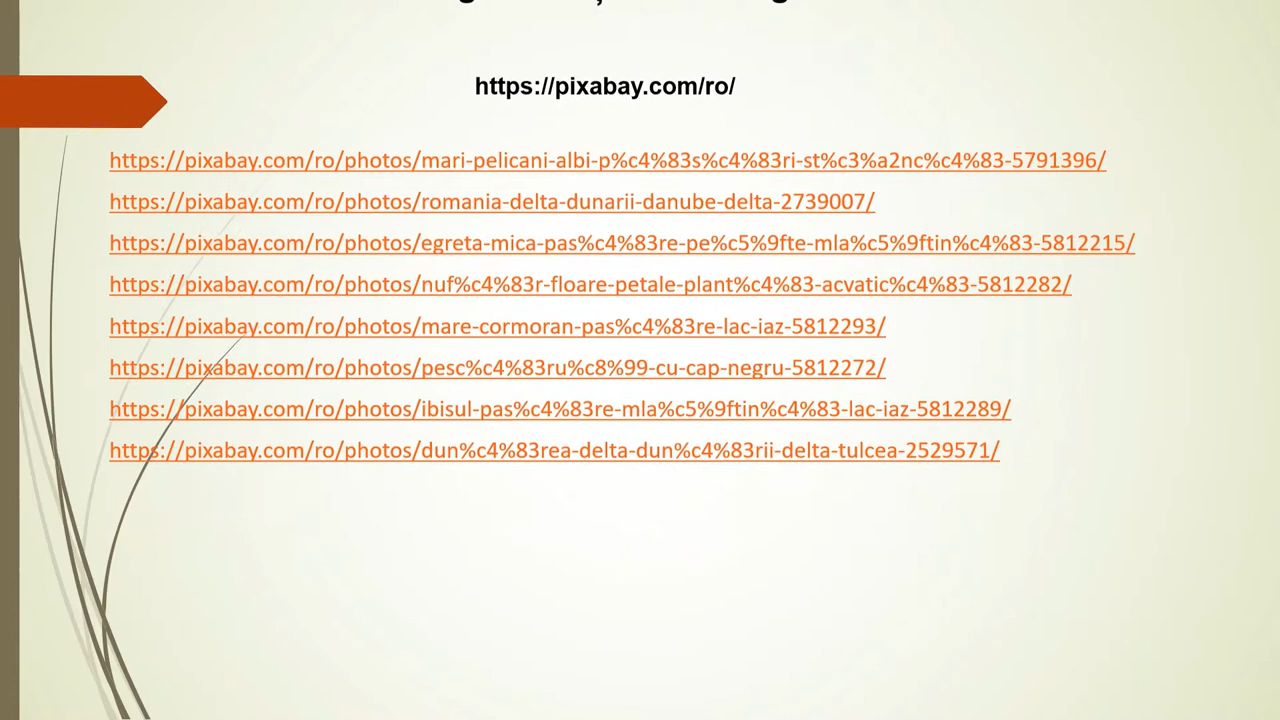 https://pixabay.com/ro/
https://pixabay.com/ro/photos/mari-pelicani-albi-p%c4%83s%c4%83ri-st%c3%a2nc%c4%83-5791396/
https://pixabay.com/ro/photos/romania-delta-dunarii-danube-delta-2739007/
https://pixabay.com/ro/photos/egreta-mica-pas%c4%83re-pe%c5%9fte-mla%c5%9ftin%c4%83-5812215/
https://pixabay.com/ro/photos/nuf%c4%83r-floare-petale-plant%c4%83-acvatic%c4%83-5812282/
https://pixabay.com/ro/photos/mare-cormoran-pas%c4%83re-lac-iaz-5812293/
https://pixabay.com/ro/photos/pesc%c4%83ru%c8%99-cu-cap-negru-5812272/
https://pixabay.com/ro/photos/ibisul-pas%c4%83re-mla%c5%9ftin%c4%83-lac-iaz-5812289/
https://pixabay.com/ro/photos/dun%c4%83rea-delta-dun%c4%83rii-delta-tulcea-2529571/